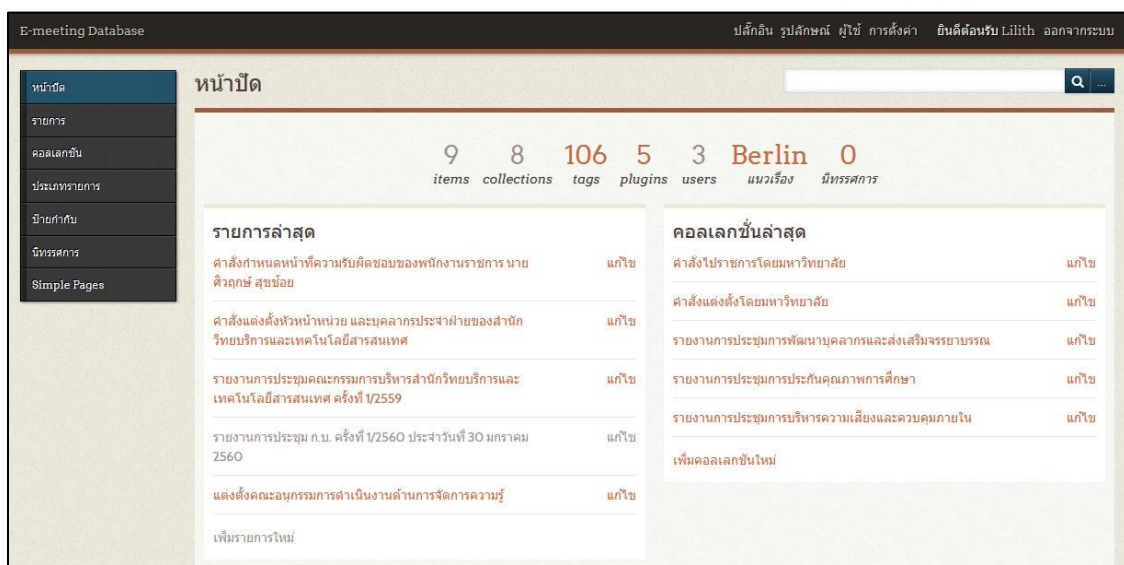 E-meeting Database
ปลั๊กอิน รูปลักษณ์ ผู้ใช้ การตั้งค่า ยินดีต้อนรับ Lilith ออกจากระบบ
หน้าปัด
รายการ
คอลเลกชัน
ประเภทรายการ
ป้ายกำกับ
นิทรรศการ
Simple Pages
หน้าปัด
...
9 8 106 5 3 Berlin 0
items collections tags plugins users แนวเรื่อง นิทรรศการ
รายการล่าสุด
คำสั่งกำหนดหน้าที่ความรับผิดชอบของพนักงานราชการ นาย แก้ไข
ศิวฤกษ์ สุขช้อย
คำสั่งแต่งตั้งหัวหน้าหน่วย และบุคลากรประจำฝ่ายของสำนัก แก้ไข
วิทยบริการและเทคโนโลยีสารสนเทศ
รายงานการประชุมคณะกรรมการบริหารสำนักวิทยบริการและ แก้ไข
เทคโนโลยีสารสนเทศ ครั้งที่ 1/2559
รายงานการประชุม ก.บ. ครั้งที่ 1/2560 ประจำวันที่ 30 มกราคม แก้ไข
2560
แต่งตั้งคณะอนุกรรมการดำเนินงานด้านการจัดการความรู้ แก้ไข
เพิ่มรายการใหม่
คอลเลกชั่นล่าสุด
คำสั่งไปราชการโดยมหาวิทยาลัย แก้ไข
คำสั่งแต่งตั้งโดยมหาวิทยาลัย แก้ไข
รายงานการประชุมการพัฒนาบุคลากรและส่งเสริมจรรยาบรรณ แก้ไข
รายงานการประชุมการประกันคุณภาพการศึกษา แก้ไข
รายงานการประชุมการบริหารความเสี่ยงและควบคุมภายใน แก้ไข
เพิ่มคอลเลกชันใหม่